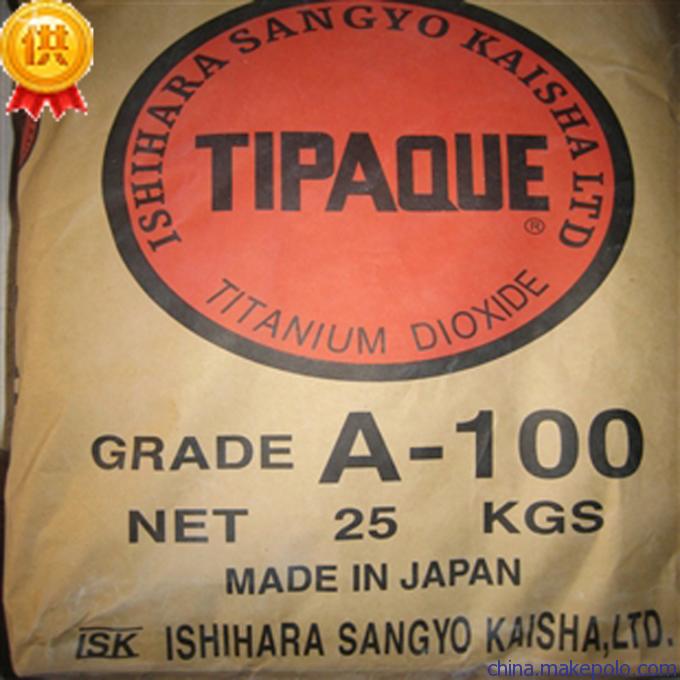 供
ISHIHARA SANGYO KAISHA LTD
TIPAQUE
®
TITANIUM DIOXIDE
GRADE A-100
NET 25 KGS
MADE IN JAPAN
ISK ISHIHARA SANGYO KAISHA,LTD.
china.makepolo.com